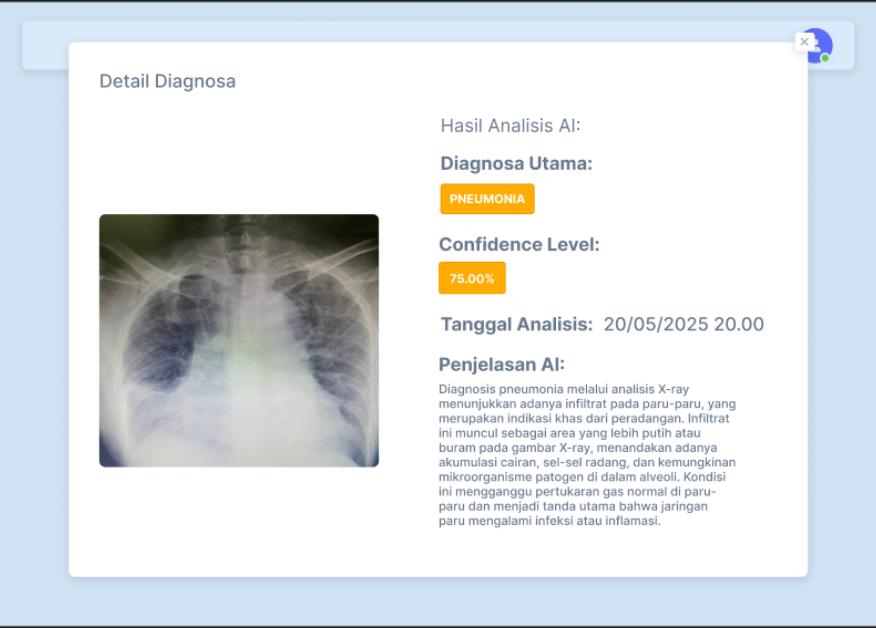 Detail Diagnosa
Hasil Analisis AI:
Diagnosa Utama:
PNEUMONIA
Confidence Level:
75.00%
Tanggal Analisis: 20/05/2025 20.00
Penjelasan AI:
Diagnosis pneumonia melalui analisis X-ray
menunjukkan adanya infiltrat pada paru-paru, yang
merupakan indikasi khas dari peradangan. Infiltrat
ini muncul sebagai area yang lebih putih atau
buram pada gambar X-ray, menandakan adanya
akumulasi cairan, sel-sel radang, dan kemungkinan
mikroorganisme patogen di dalam alveoli. Kondisi
ini mengganggu pertukaran gas normal di paru-
paru dan menjadi tanda utama bahwa jaringan
paru mengalami infeksi atau inflamasi.